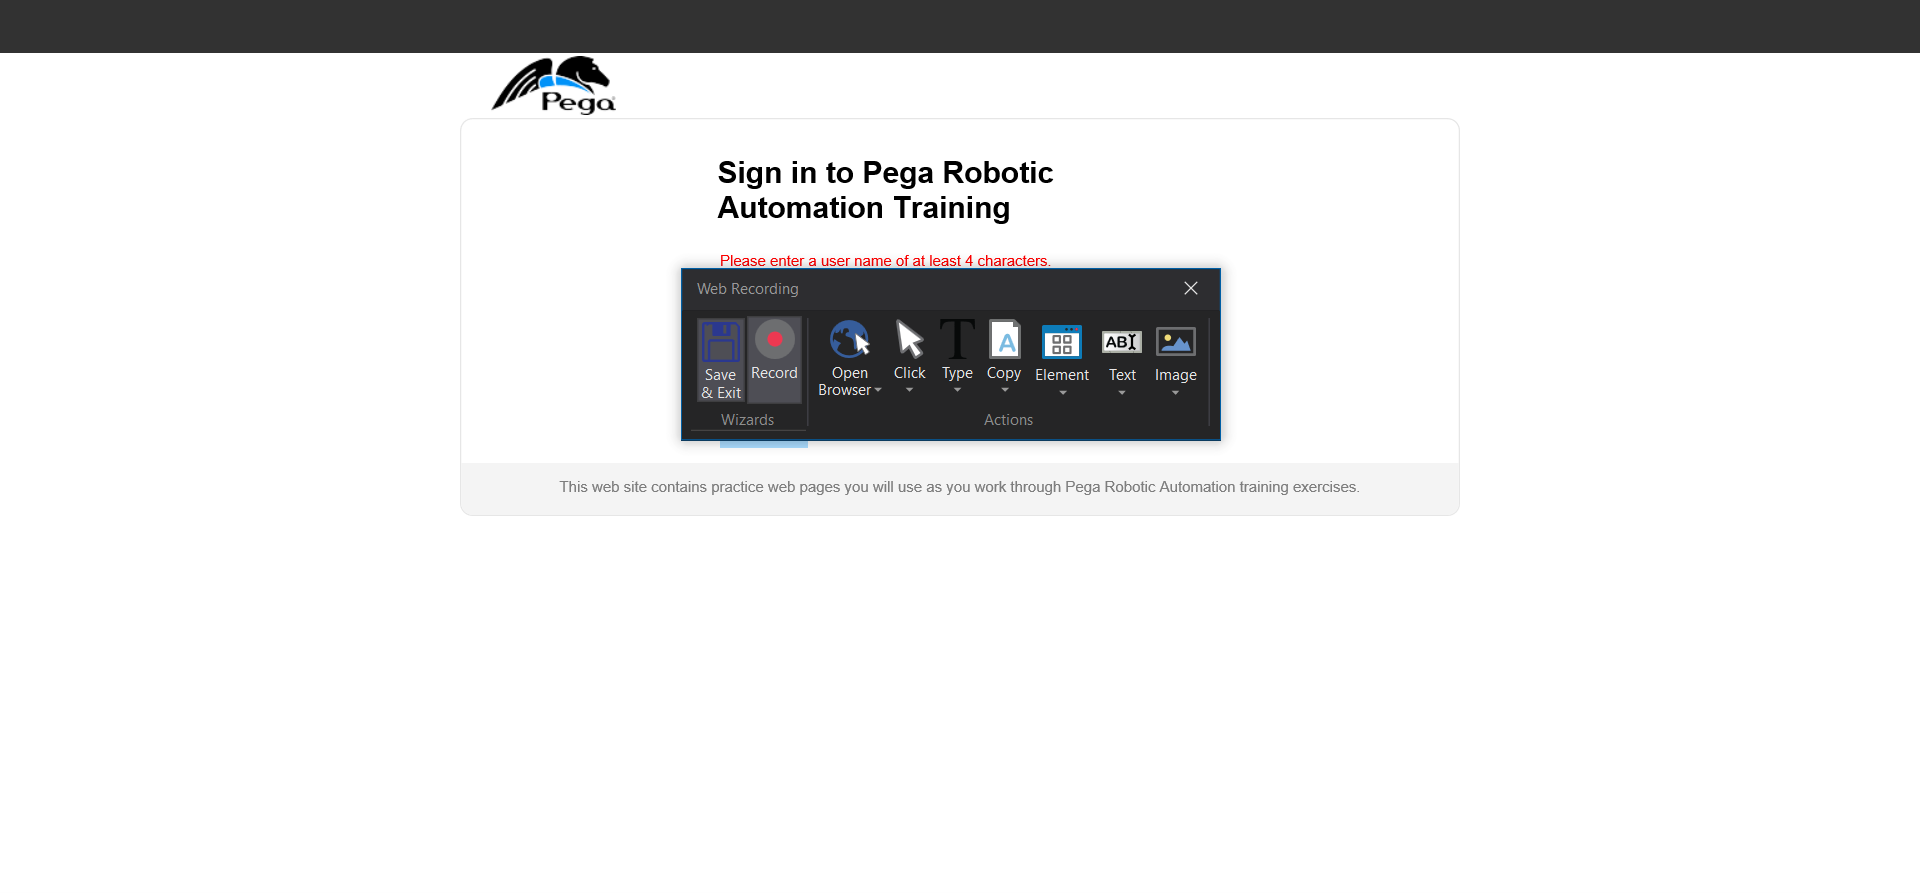 Pega
Sign in to Pega Robotic
Automation Training
Please enter a user name of at least 4 characters.
Web Recording
Save
& Exit
Record
Open
Browser
Click
Type
Copy
Element
Text
Image
Wizards
Actions
T
A
AB
This web site contains practice web pages you will use as you work through Pega Robotic Automation training exercises.